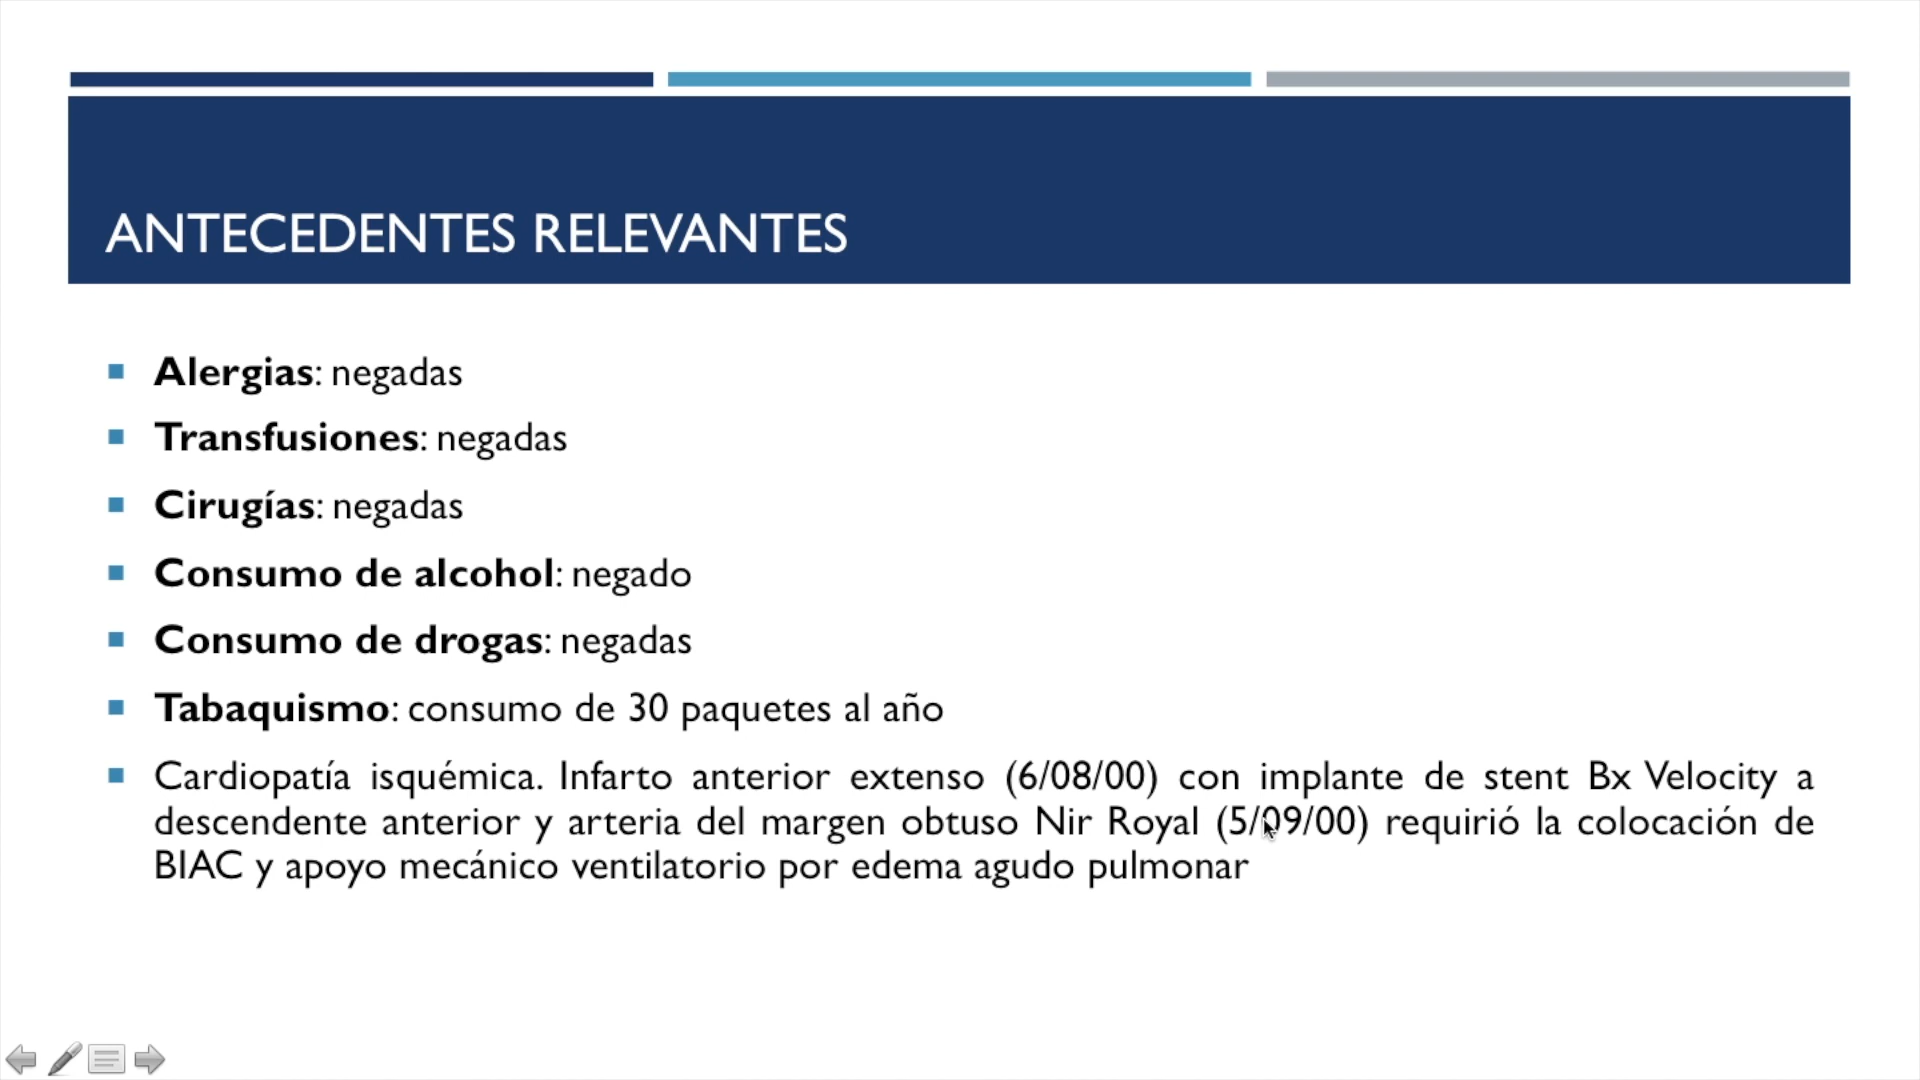 ANTECEDENTES RELEVANTES
Alergias: negadas
Transfusiones: negadas
Cirugías: negadas
Consumo de alcohol: negado
Consumo de drogas: negadas
Tabaquismo: consumo de 30 paquetes al año
Cardiopatía isquémica. Infarto anterior extenso (6/08/00) con implante de stent Bx Velocity a
descendente anterior y arteria del margen obtuso Nir Royal (5/09/00) requirió la colocación de
BIAC y apoyo mecánico ventilatorio por edema agudo pulmonar